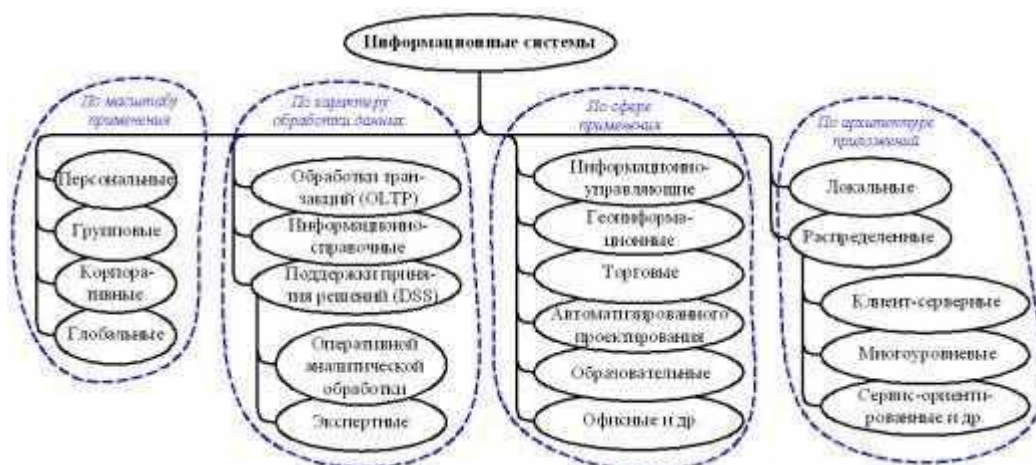 Информационные системы
По масштабу
применения
Персональные
Групповые
Корпора-
тивные
Глобальные
По характеру
обработки данных
Обработки тран-
закций (OLTP)
Информационно-
справочные
Поддержки приня-
тия решений (DSS)
Оперативной
аналитической
обработки
Экспертные
По сфере
применения
Информационно-
управляющие
Геоинформа-
ционные
Торговые
Автоматизированного
проектирования
Образовательные
Офисные и др
По архитектуре
приложений
Локальные
Распределенные
Клиент-серверные
Многоуровневые
Сервис-ориенти-
рованные и др.